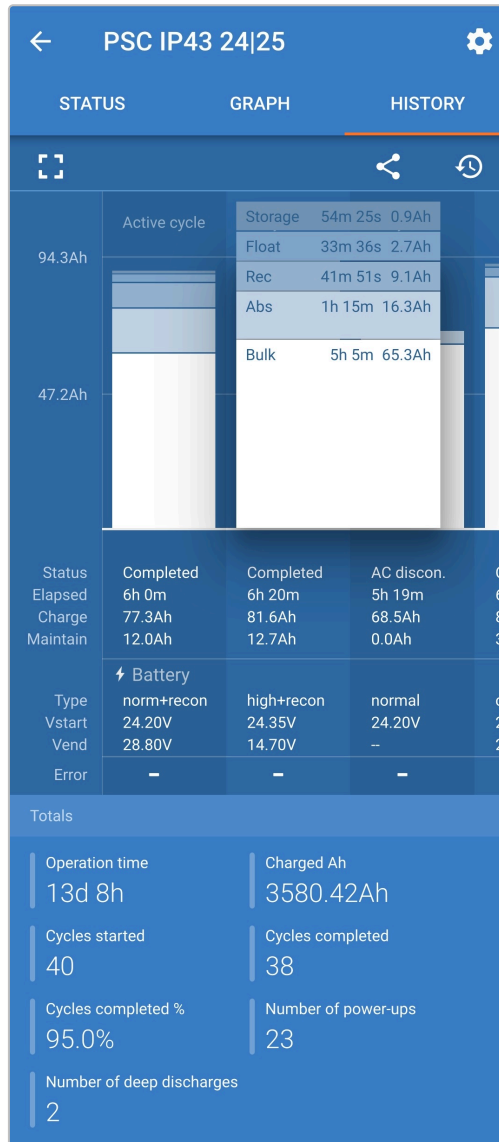 PSC IP43 24|25
STATUS GRAPH HISTORY
Active cycle
94.3Ah
47.2Ah
Storage 54m 25s 0.9Ah
Float 33m 36s 2.7Ah
Rec 41m 51s 9.1Ah
Abs 1h 15m 16.3Ah
Bulk 5h 5m 65.3Ah
Status Completed Completed AC discon.
Elapsed 6h 0m 6h 20m 5h 19m
Charge 77.3Ah 81.6Ah 68.5Ah
Maintain 12.0Ah 12.7Ah 0.0Ah
Battery
Type norm+recon high+recon normal
Vstart 24.20V 24.35V 24.20V
Vend 28.80V 14.70V --
Error - - -
Totals
Operation time Charged Ah
13d 8h 3580.42Ah
Cycles started Cycles completed
40 38
Cycles completed % Number of power-ups
95.0% 23
Number of deep discharges
2